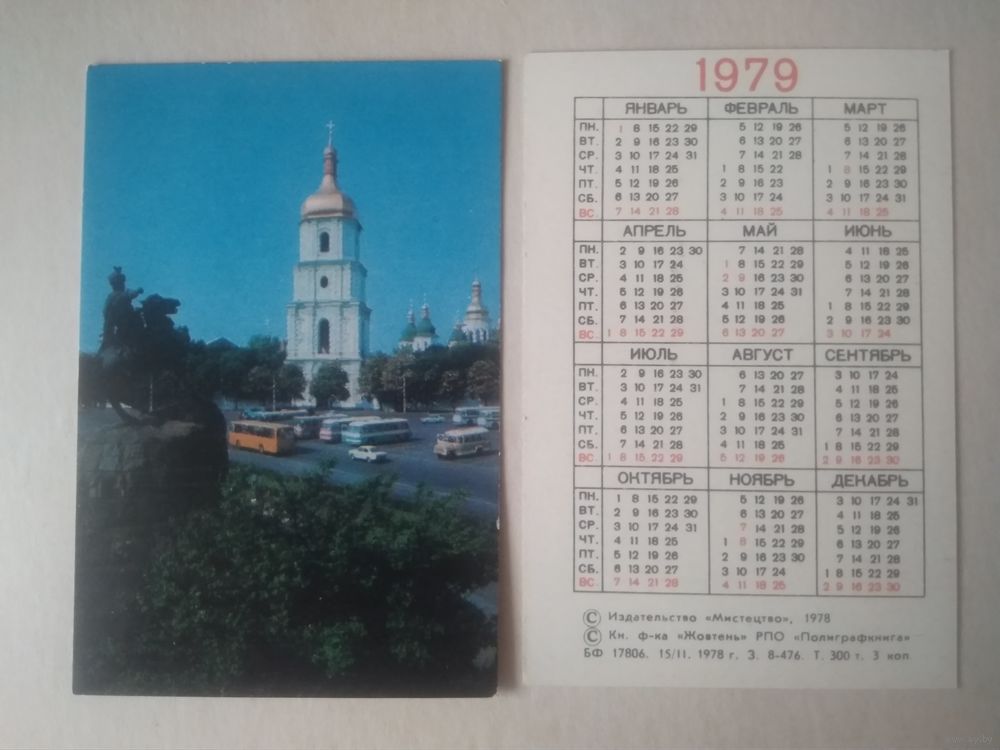 1979
ЯНВАРЬ ФЕВРАЛЬ МАРТ
ПН. 1 8 15 22 29 5 12 19 26 5 12 19 26
ВТ. 2 9 16 23 30 6 13 20 27 6 13 20 27
СР. 3 10 17 24 31 7 14 21 28 7 14 21 28
ЧТ. 4 11 18 25 1 8 15 22 1 8 15 22 29
ПТ. 5 12 19 26 2 9 16 23 2 9 16 23 30
СБ. 6 13 20 27 3 10 17 24 3 10 17 24 31
ВС. 7 14 21 28 4 11 18 25 4 11 18 25
АПРЕЛЬ МАЙ ИЮНЬ
ПН. 2 9 16 23 30 7 14 21 28 4 11 18 25
ВТ. 3 10 17 24 1 8 15 22 29 5 12 19 26
СР. 4 11 18 25 2 9 16 23 30 6 13 20 27
ЧТ. 5 12 19 26 3 10 17 24 31 7 14 21 28
ПТ. 6 13 20 27 4 11 18 25 1 8 15 22 29
СБ. 7 14 21 28 5 12 19 26 2 9 16 23 30
ВС. 1 8 15 22 29 6 13 20 27 3 10 17 24
ИЮЛЬ АВГУСТ СЕНТЯБРЬ
ПН. 2 9 16 23 30 6 13 20 27 3 10 17 24
ВТ. 3 10 17 24 31 7 14 21 28 4 11 18 25
СР. 4 11 18 25 1 8 15 22 29 5 12 19 26
ЧТ. 5 12 19 26 2 9 16 23 30 6 13 20 27
ПТ. 6 13 20 27 3 10 17 24 31 7 14 21 28
СБ. 7 14 21 28 4 11 18 25 1 8 15 22 29
ВС. 1 8 15 22 29 5 12 19 26 2 9 16 23 30
ОКТЯБРЬ НОЯБРЬ ДЕКАБРЬ
ПН. 1 8 15 22 29 5 12 19 26 3 10 17 24 31
ВТ. 2 9 16 23 30 6 13 20 27 4 11 18 25
СР. 3 10 17 24 31 7 14 21 28 5 12 19 26
ЧТ. 4 11 18 25 1 8 15 22 29 6 13 20 27
ПТ. 5 12 19 26 2 9 16 23 30 7 14 21 28
СБ. 6 13 20 27 3 10 17 24 1 8 15 22 29
ВС. 7 14 21 28 4 11 18 25 2 9 16 23 30
© Издательство «Мистецтво», 1978
© Кн. ф-ка «Жовтень» РПО «Полиграфкнига»
БФ 17806. 15/II. 1978 г. З. 8-476. Т. 300 т. 3 коп.